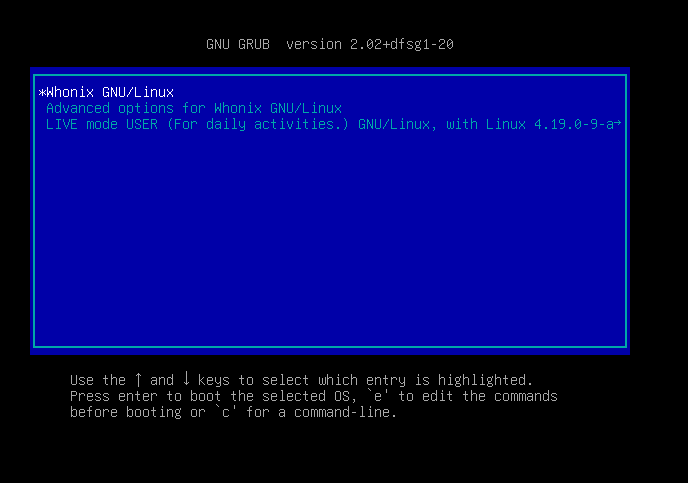 GNU GRUB  version 2.02+dfsg1-20
*Whonix GNU/Linux
Advanced options for Whonix GNU/Linux
LIVE mode USER (For daily activities.) GNU/Linux, with Linux 4.19.0-9-a→
Use the ↑ and ↓ keys to select which entry is highlighted.
Press enter to boot the selected OS, `e' to edit the commands
before booting or `c' for a command-line.